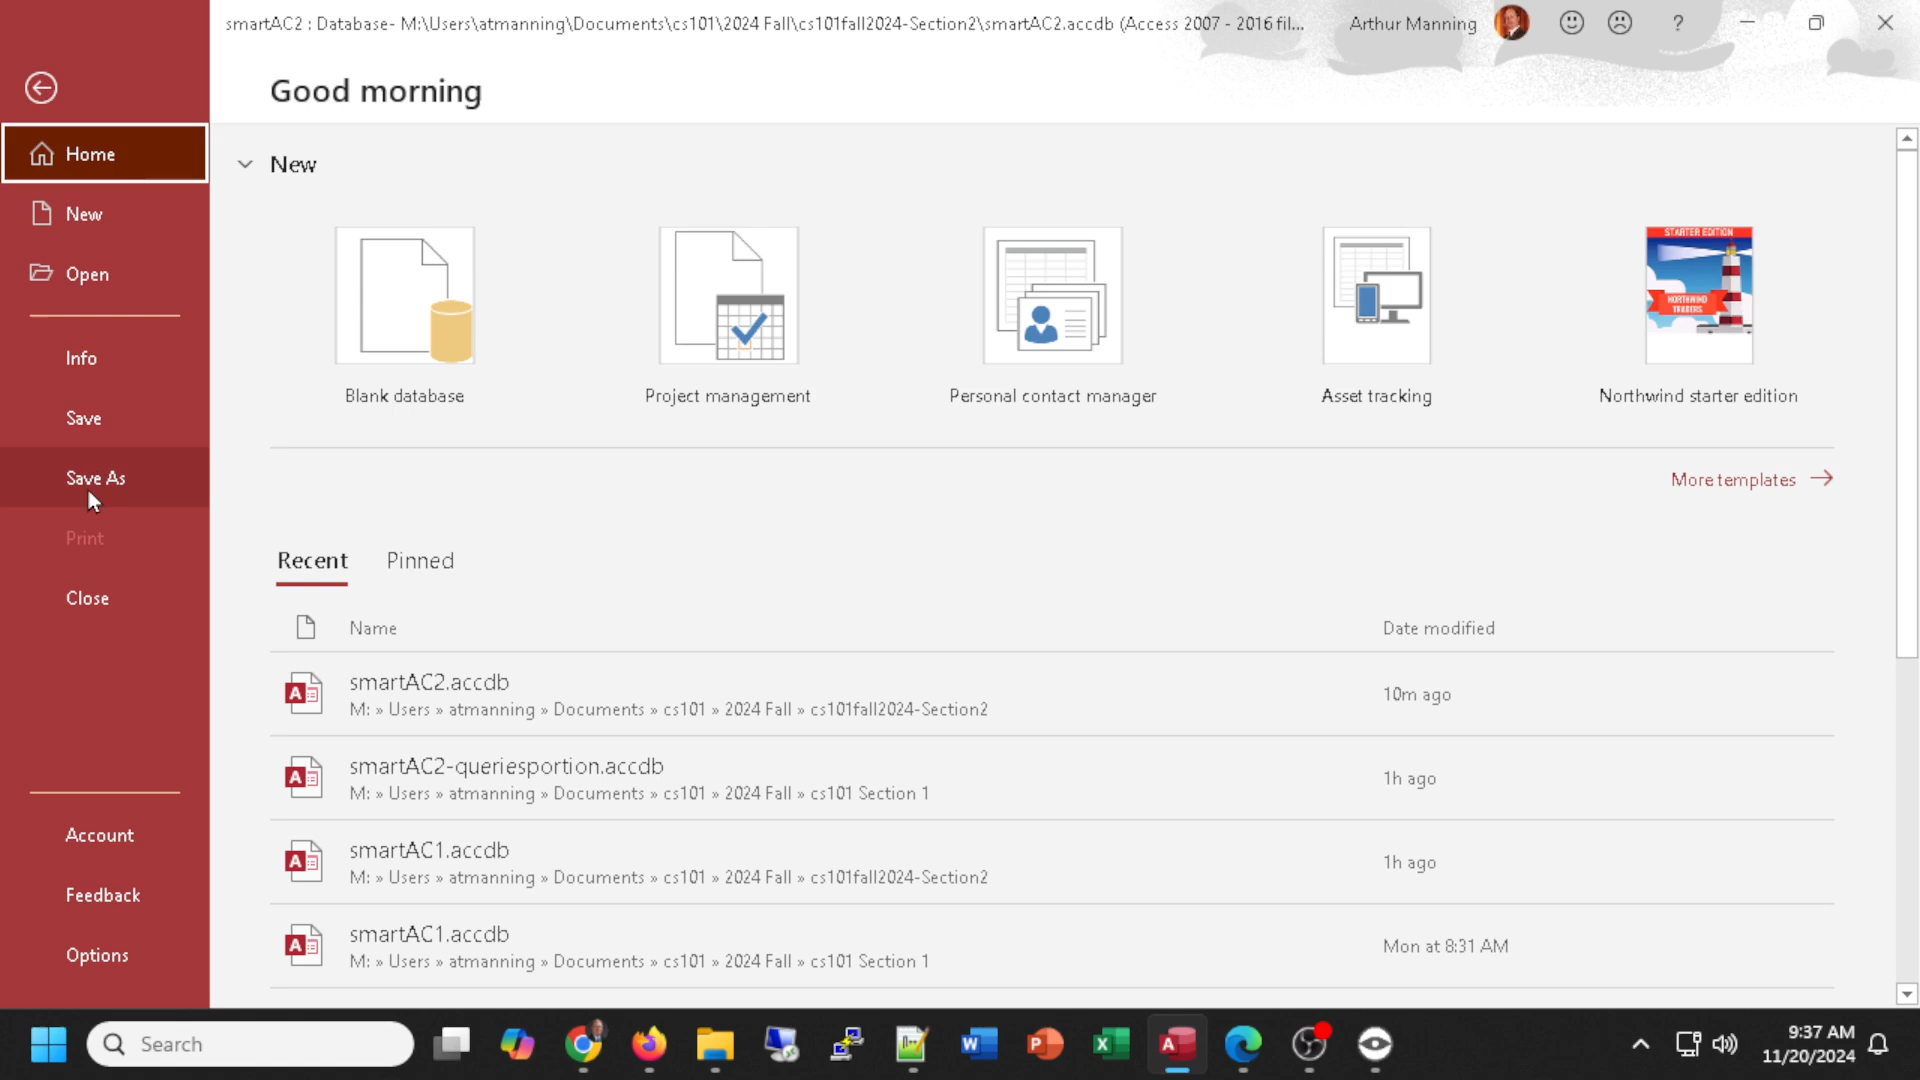 smartAC2 : Database- M:\Users\atmanning\Documents\cs101\2024 Fall\cs101fall2024-Section2\smartAC2.accdb (Access 2007 - 2016 fil...
Arthur Manning
?
Good morning
Home
New
Open
Info
Save
Save As
Print
Close
Account
Feedback
Options
New
STARTER EDITION
NORTHWIND
TRADERS
Blank database
Project management
Personal contact manager
Asset tracking
Northwind starter edition
More templates
Recent
Pinned
Name
Date modified
smartAC2.accdb
M: » Users » atmanning » Documents » cs101 » 2024 Fall » cs101fall2024-Section2
10m ago
smartAC2-queriesportion.accdb
M: » Users » atmanning » Documents » cs101 » 2024 Fall » cs101 Section 1
1h ago
smartAC1.accdb
M: » Users » atmanning » Documents » cs101 » 2024 Fall » cs101fall2024-Section2
1h ago
smartAC1.accdb
M: » Users » atmanning » Documents » cs101 » 2024 Fall » cs101 Section 1
Mon at 8:31 AM
Search
9:37 AM
11/20/2024